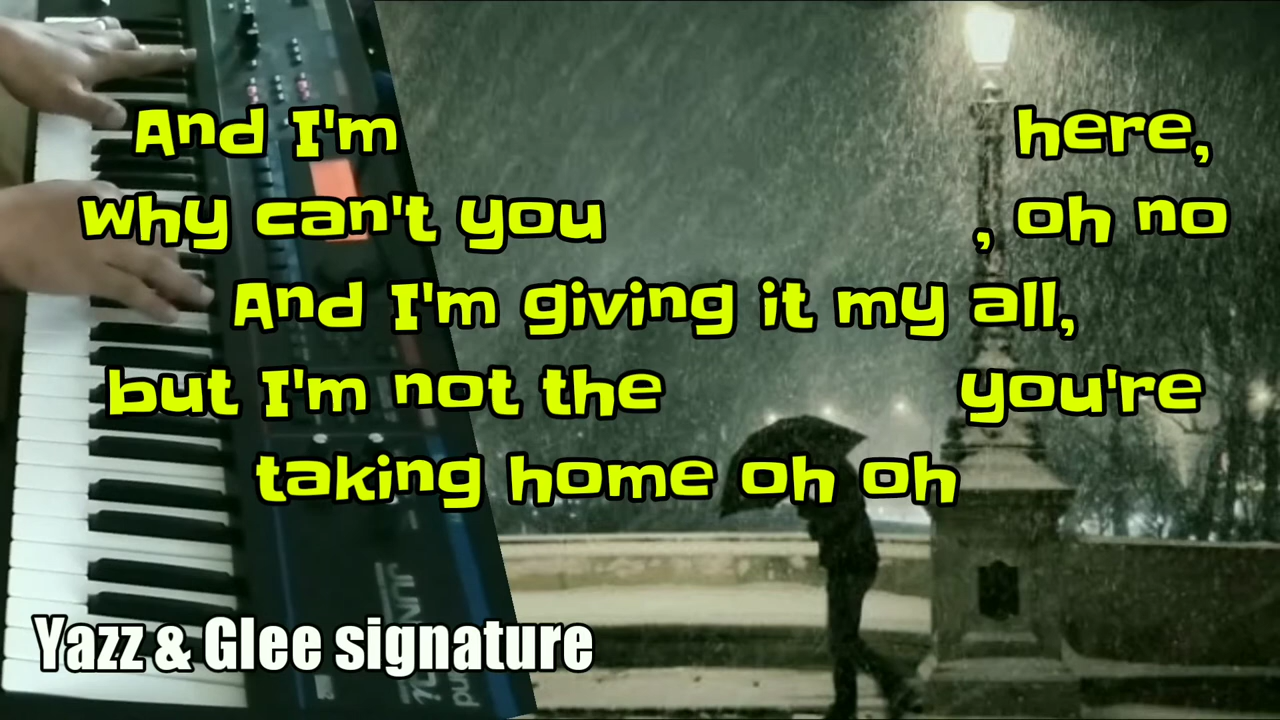 And I'm here,
why can't you , oh no
And I'm giving it my all,
but I'm not the you're
taking home oh oh
Yazz & Glee signature